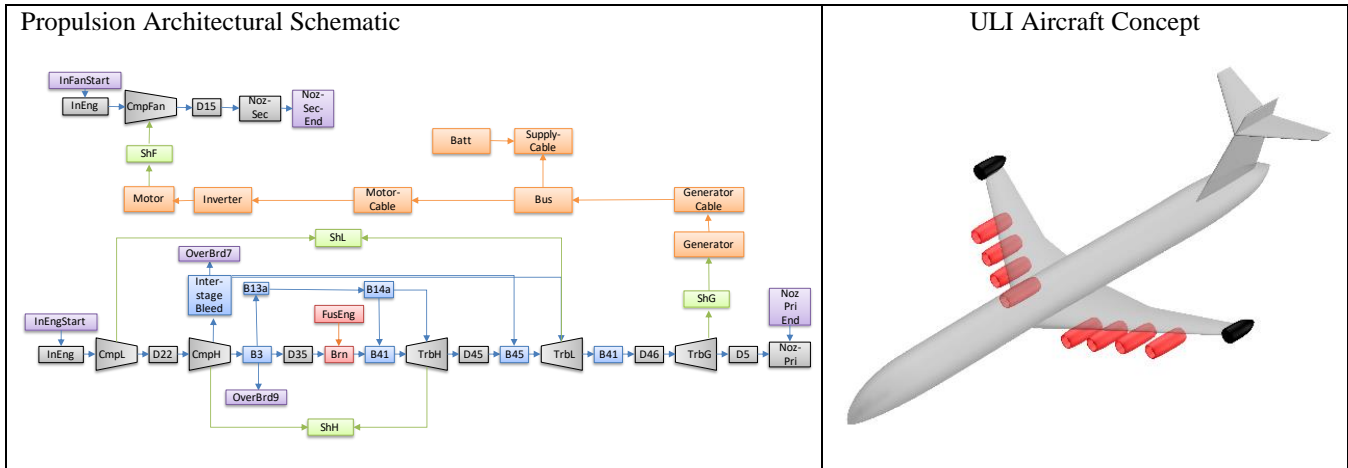 Propulsion Architectural Schematic
ULI Aircraft Concept
InFanStart
InEng
CmpFan
D15
Noz-
Sec
Noz-
Sec-
End
ShF
Batt
Supply-
Cable
Motor
Inverter
Motor-
Cable
Bus
Generator
Cable
ShL
Generator
OverBrd7
Inter-
stage
Bleed
B13a
B14a
ShG
FusEng
Noz
Pri
End
InEngStart
InEng
CmpL
D22
CmpH
B3
D35
Brn
B41
TrbH
D45
B45
TrbL
B41
D46
TrbG
D5
Noz-
Pri
OverBrd9
ShH